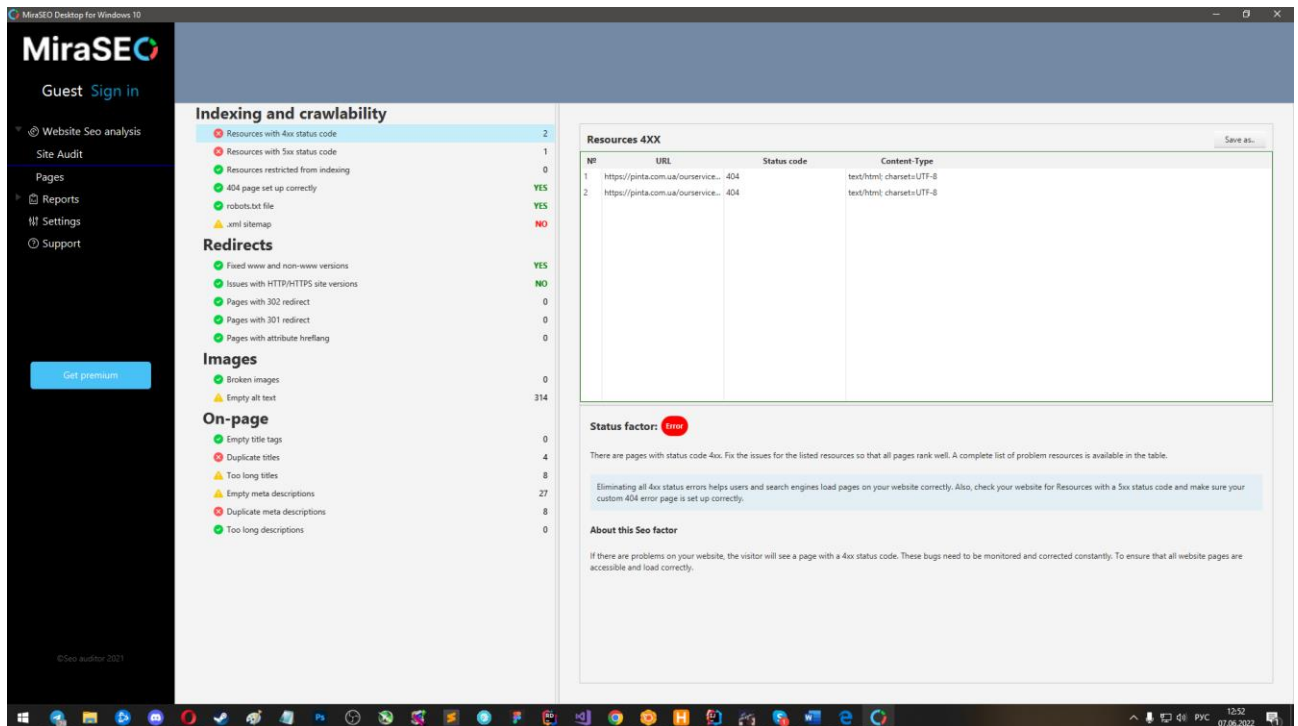 MiraSEO Desktop for Windows 10
MiraSEO
Guest Sign in
Website Seo analysis
Site Audit
Pages
Reports
Settings
Support
Get premium
©Seo auditor 2021
Indexing and crawlability
Resources with 4xx status code 2
Resources with 5xx status code 1
Resources restricted from indexing 0
404 page set up correctly YES
robots.txt file YES
.xml sitemap NO
Redirects
Fixed www and non-www versions YES
Issues with HTTP/HTTPS site versions NO
Pages with 302 redirect 0
Pages with 301 redirect 0
Pages with attribute hreflang 0
Images
Broken images 0
Empty alt text 314
On-page
Empty title tags 0
Duplicate titles 4
Too long titles 8
Empty meta descriptions 27
Duplicate meta descriptions 8
Too long descriptions 0
Resources 4XX Save as..
№ URL Status code Content-Type
1 https://pinta.com.ua/ourservice... 404 text/html; charset=UTF-8
2 https://pinta.com.ua/ourservice... 404 text/html; charset=UTF-8
Status factor: Error
There are pages with status code 4xx. Fix the issues for the listed resources so that all pages rank well. A complete list of problem resources is available in the table.
Eliminating all 4xx status errors helps users and search engines load pages on your website correctly. Also, check your website for Resources with a 5xx status code and make sure your
custom 404 error page is set up correctly.
About this Seo factor
If there are problems on your website, the visitor will see a page with a 4xx status code. These bugs need to be monitored and corrected constantly. To ensure that all website pages are
accessible and load correctly.
Ps
РУС
12:52
07.06.2022